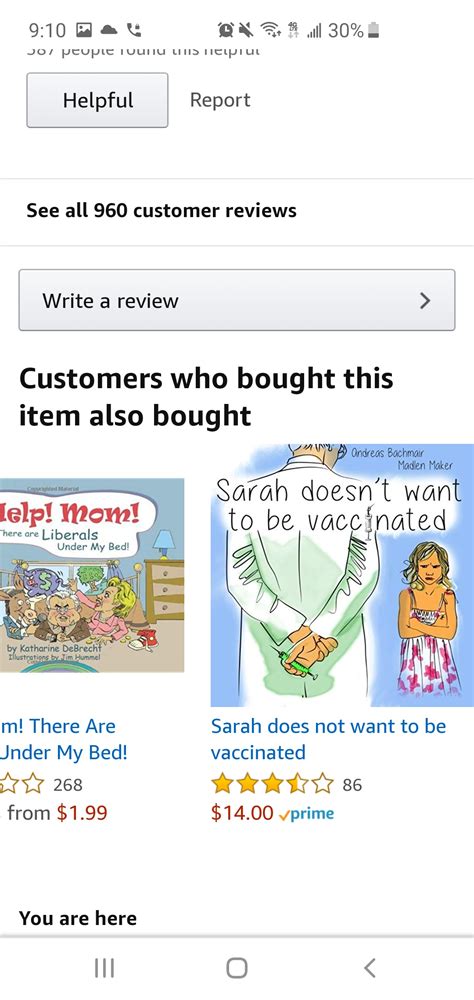 9:10 4G 30%
387 people found this helpful
Helpful Report
See all 960 customer reviews
Write a review
Customers who bought this
item also bought
Copyrighted Material
Help! Mom!
There are Liberals
Under My Bed!
by Katharine DeBrecht
Illustrations by Jim Hummel
Andreas Bachmair
Madlen Maker
Sarah doesn't want
to be vaccinated
m! There Are
Under My Bed!
268
from $1.99
Sarah does not want to be
vaccinated
86
$14.00 prime
You are here